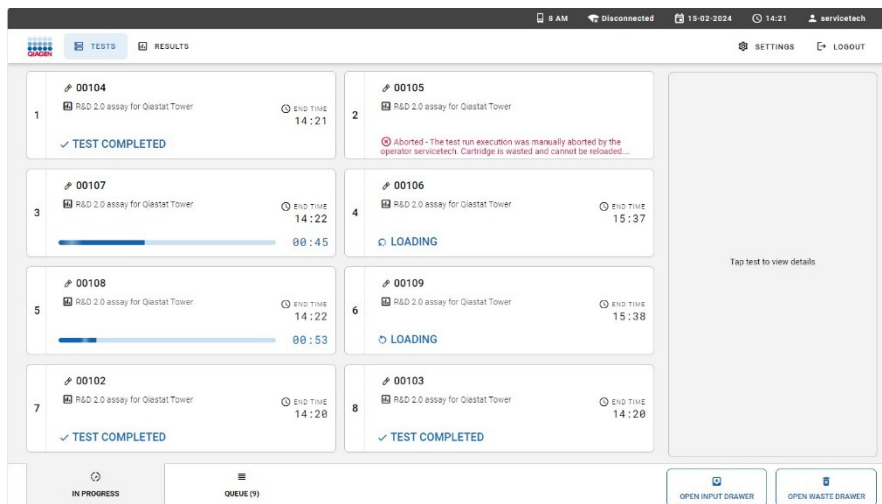 8 AM Disconnected 15-02-2024 14:21 servicetech
QIAGEN TESTS RESULTS SETTINGS LOGOUT
1
00104
R&D 2.0 assay for Qiastat Tower
END TIME
14:21
TEST COMPLETED
2
00105
R&D 2.0 assay for Qiastat Tower
Aborted - The test run execution was manually aborted by the
operator servicetech. Cartridge is wasted and cannot be reloaded....
3
00107
R&D 2.0 assay for Qiastat Tower
END TIME
14:22
00:45
4
00106
R&D 2.0 assay for Qiastat Tower
END TIME
15:37
LOADING
5
00108
R&D 2.0 assay for Qiastat Tower
END TIME
14:22
00:53
6
00109
R&D 2.0 assay for Qiastat Tower
END TIME
15:38
LOADING
7
00102
R&D 2.0 assay for Qiastat Tower
END TIME
14:20
TEST COMPLETED
8
00103
R&D 2.0 assay for Qiastat Tower
END TIME
14:20
TEST COMPLETED
Tap test to view details
IN PROGRESS
QUEUE (9)
OPEN INPUT DRAWER
OPEN WASTE DRAWER